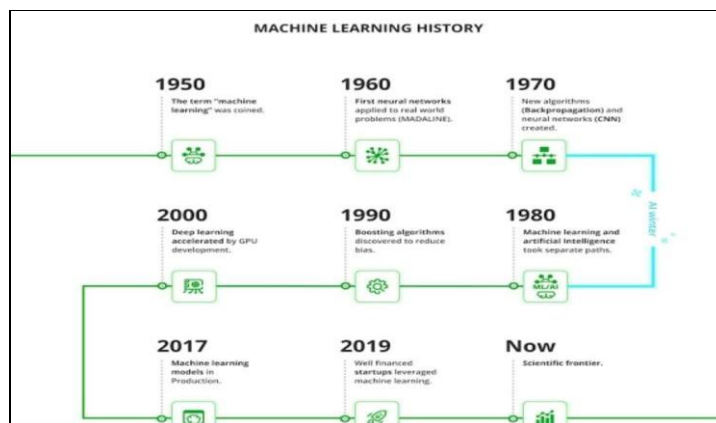 MACHINE LEARNING HISTORY
1950
The term "machine
learning" was coined.
1960
First neural networks
applied to real world
problems (MADALINE).
1970
New algorithms
(Backpropagation) and
neural networks (CNN)
created.
AI winter
2000
Deep learning
accelerated by GPU
development.
1990
Boosting algorithms
discovered to reduce
bias.
1980
Machine learning and
artificial Intelligence
took separate paths.
ML/AI
2017
Machine learning
models in
Production.
2019
Well financed
startups leveraged
machine learning.
Now
Scientific frontier.